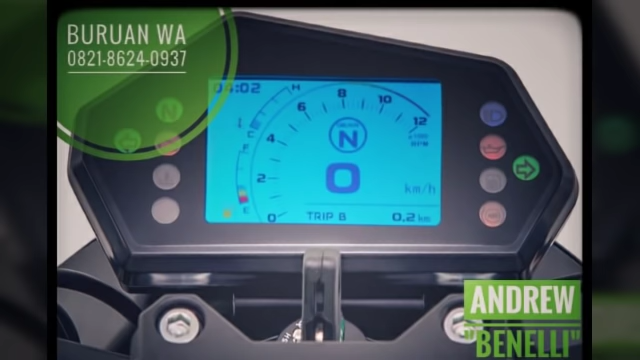 BURUAN WA
0821-8624-0937
04:02
H
C
F
E
0
2
4
6
8
10
12
x1000
RPM
N
0
km/h
TRIP B
0.2 km
N
ANDREW
"BENELLI"